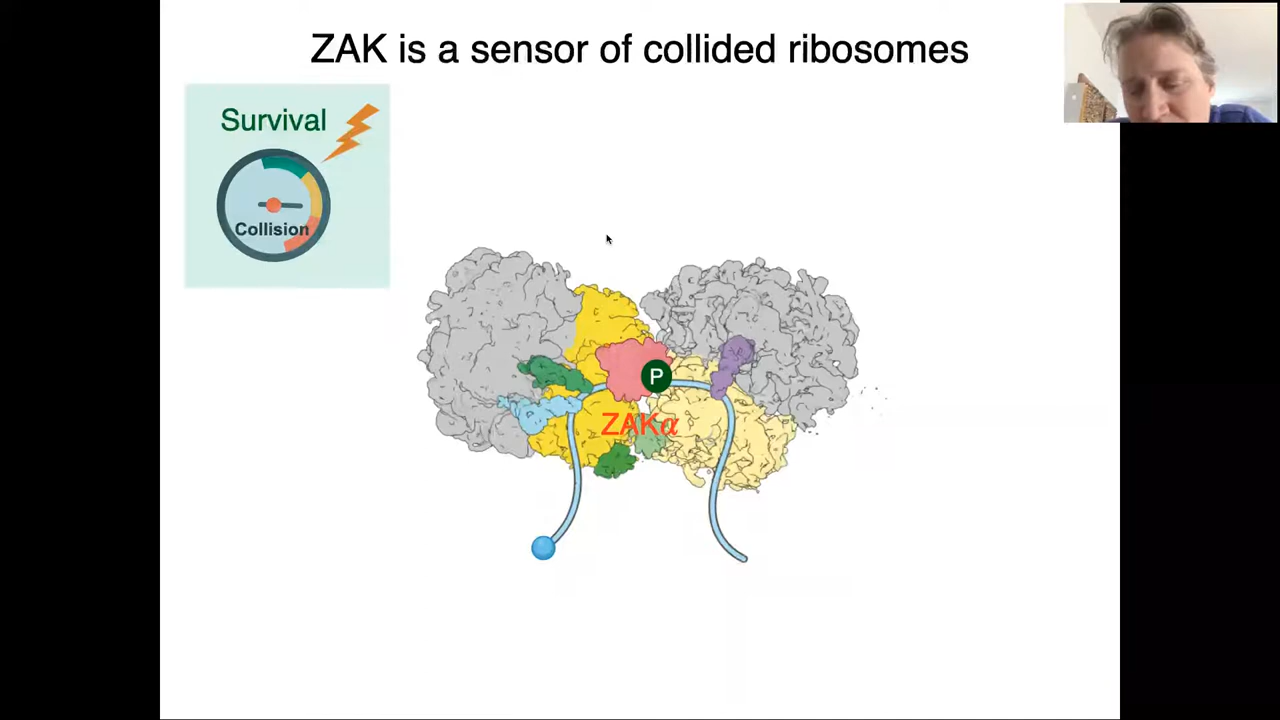 ZAK is a sensor of collided ribosomes
Survival
Collision
P
ZAKα